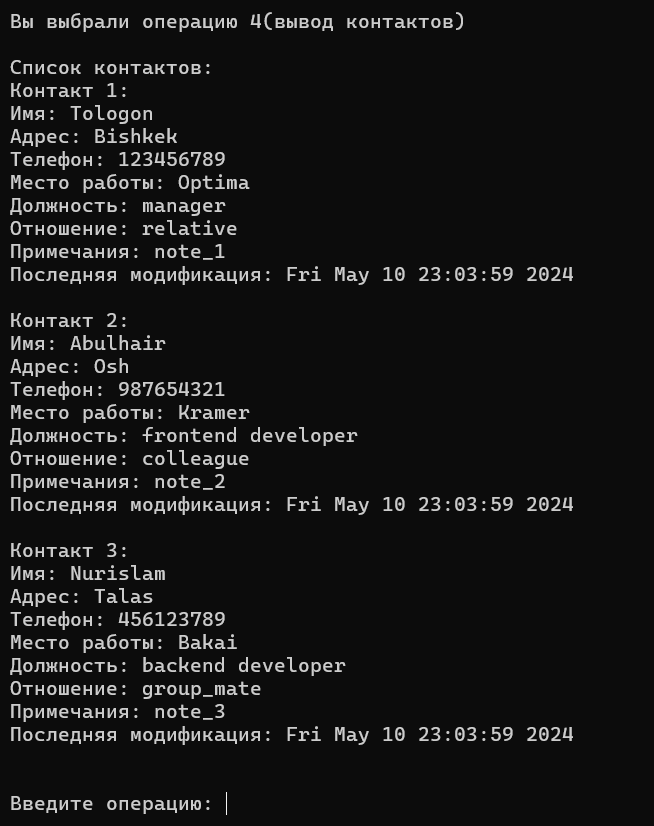 Вы выбрали операцию 4(вывод контактов)
Список контактов:
Контакт 1:
Имя: Tologon
Адрес: Bishkek
Телефон: 123456789
Место работы: Optima
Должность: manager
Отношение: relative
Примечания: note_1
Последняя модификация: Fri May 10 23:03:59 2024
Контакт 2:
Имя: Abulhair
Адрес: Osh
Телефон: 987654321
Место работы: Kramer
Должность: frontend developer
Отношение: colleague
Примечания: note_2
Последняя модификация: Fri May 10 23:03:59 2024
Контакт 3:
Имя: Nurislam
Адрес: Talas
Телефон: 456123789
Место работы: Bakai
Должность: backend developer
Отношение: group_mate
Примечания: note_3
Последняя модификация: Fri May 10 23:03:59 2024
Введите операцию: